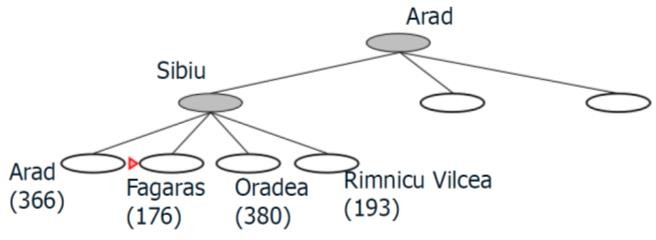 Arad
Sibiu
Arad
(366)
Fagaras
(176)
Oradea
(380)
Rimnicu Vilcea
(193)